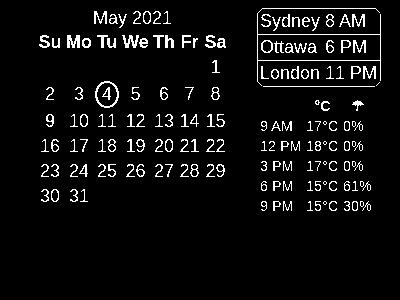 May 2021
Su Mo Tu We Th Fr Sa
1
2 3 4 5 6 7 8
9 10 11 12 13 14 15
16 17 18 19 20 21 22
23 24 25 26 27 28 29
30 31
Sydney 8 AM
Ottawa 6 PM
London 11 PM
°C ☂
9 AM 17°C 0%
12 PM 18°C 0%
3 PM 17°C 0%
6 PM 15°C 61%
9 PM 15°C 30%